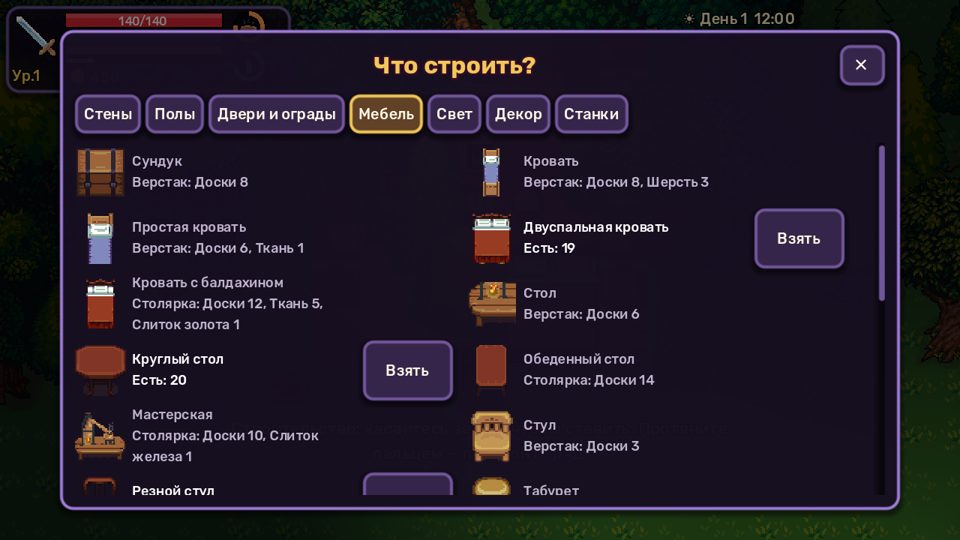 140/140
Ур.1
☀ День 1 12:00
Что строить?
×
Стены
Полы
Двери и ограды
Мебель
Свет
Декор
Станки
Сундук
Верстак: Доски 8
Кровать
Верстак: Доски 8, Шерсть 3
Простая кровать
Верстак: Доски 6, Ткань 1
Двуспальная кровать
Есть: 19
Взять
Кровать с балдахином
Столярка: Доски 12, Ткань 5,
Слиток золота 1
Стол
Верстак: Доски 6
Круглый стол
Есть: 20
Взять
Обеденный стол
Столярка: Доски 14
Мастерская
Столярка: Доски 10, Слиток
железа 1
Стул
Верстак: Доски 3
Резной стул
Табурет